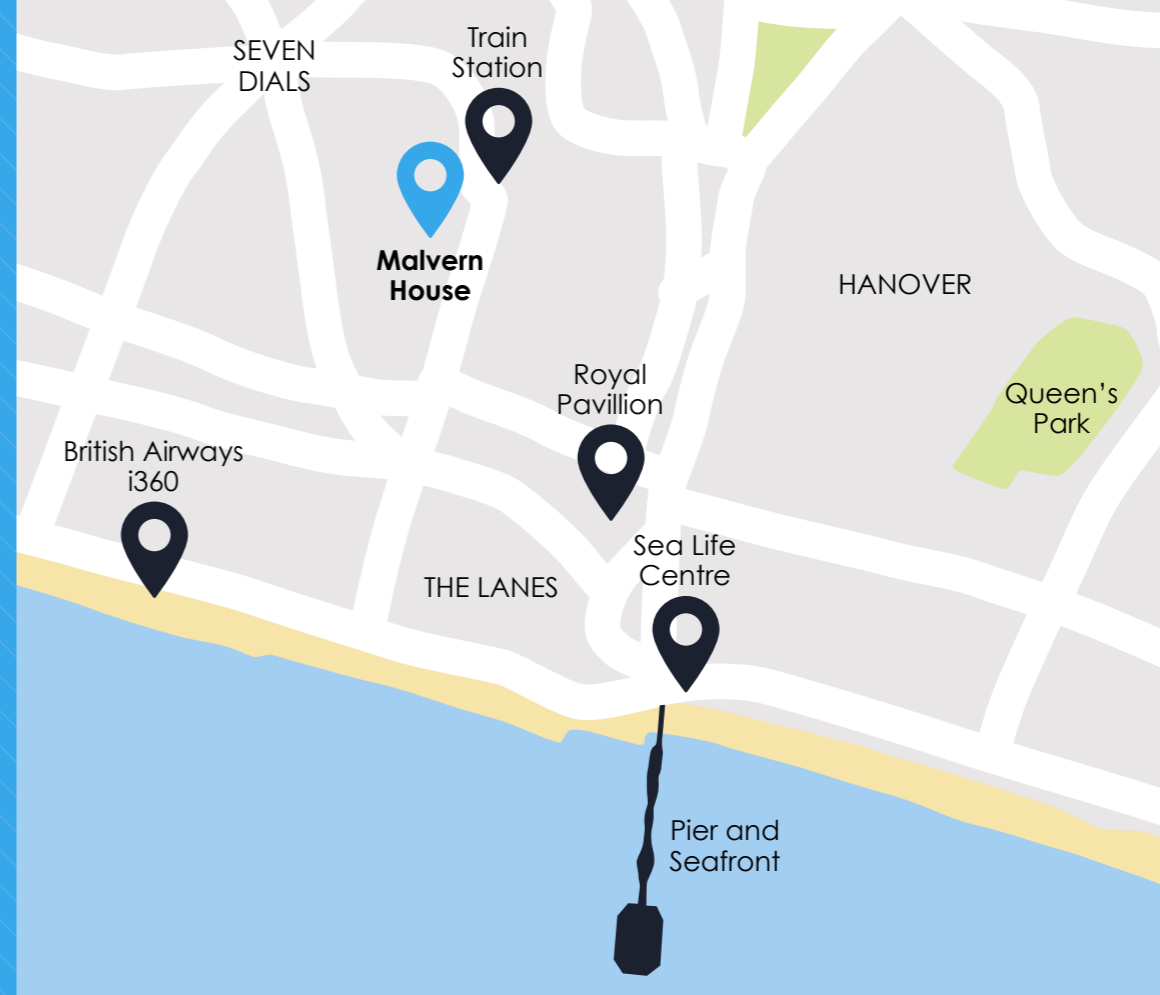 SEVEN
DIALS
Train
Station
Malvern
House
HANOVER
Royal
Pavillion
Queen’s
Park
British Airways
i360
Sea Life
Centre
THE LANES
Pier and
Seafront